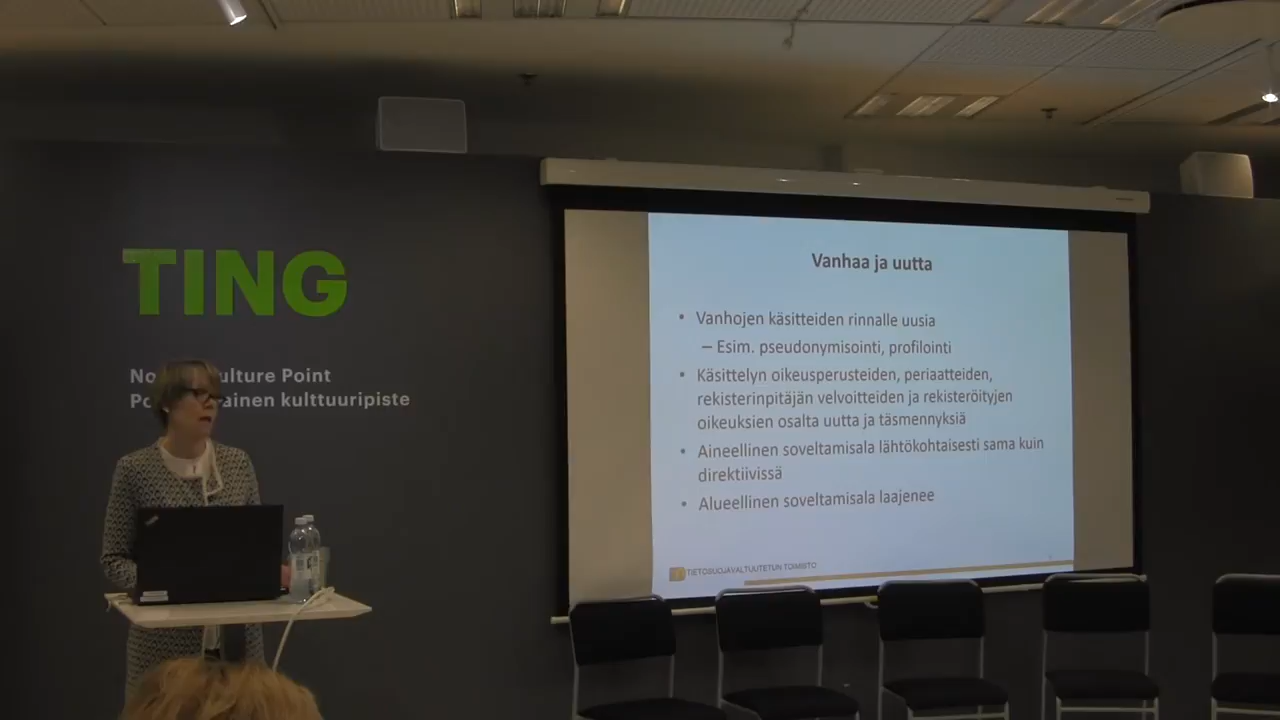 TING
No ulture Point
Po ainen kulttuuripiste
Vanhaa ja uutta
• Vanhojen käsitteiden rinnalle uusia
– Esim. pseudonymisointi, profilointi
• Käsittelyn oikeusperusteiden, periaatteiden,
rekisterinpitäjän velvoitteiden ja rekisteröityjen
oikeuksien osalta uutta ja täsmennyksiä
• Aineellinen soveltamisala lähtökohtaisesti sama kuin
direktiivissä
• Alueellinen soveltamisala laajenee
TIETOSUOJAVALTUUTETUN TOIMISTO